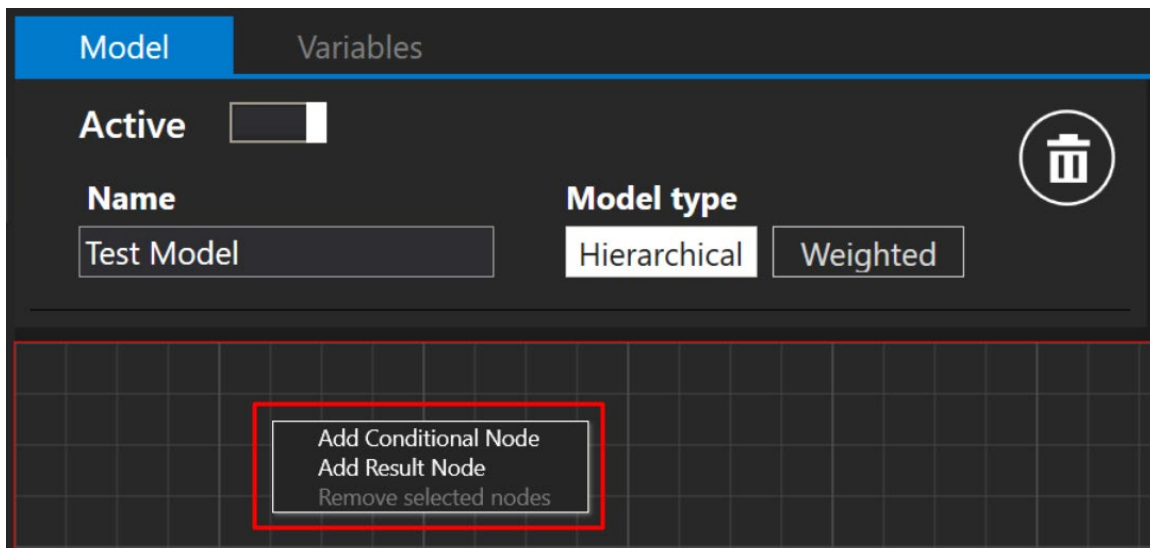 Model Variables
Active
Name Model type
Test Model Hierarchical Weighted
Add Conditional Node
Add Result Node
Remove selected nodes